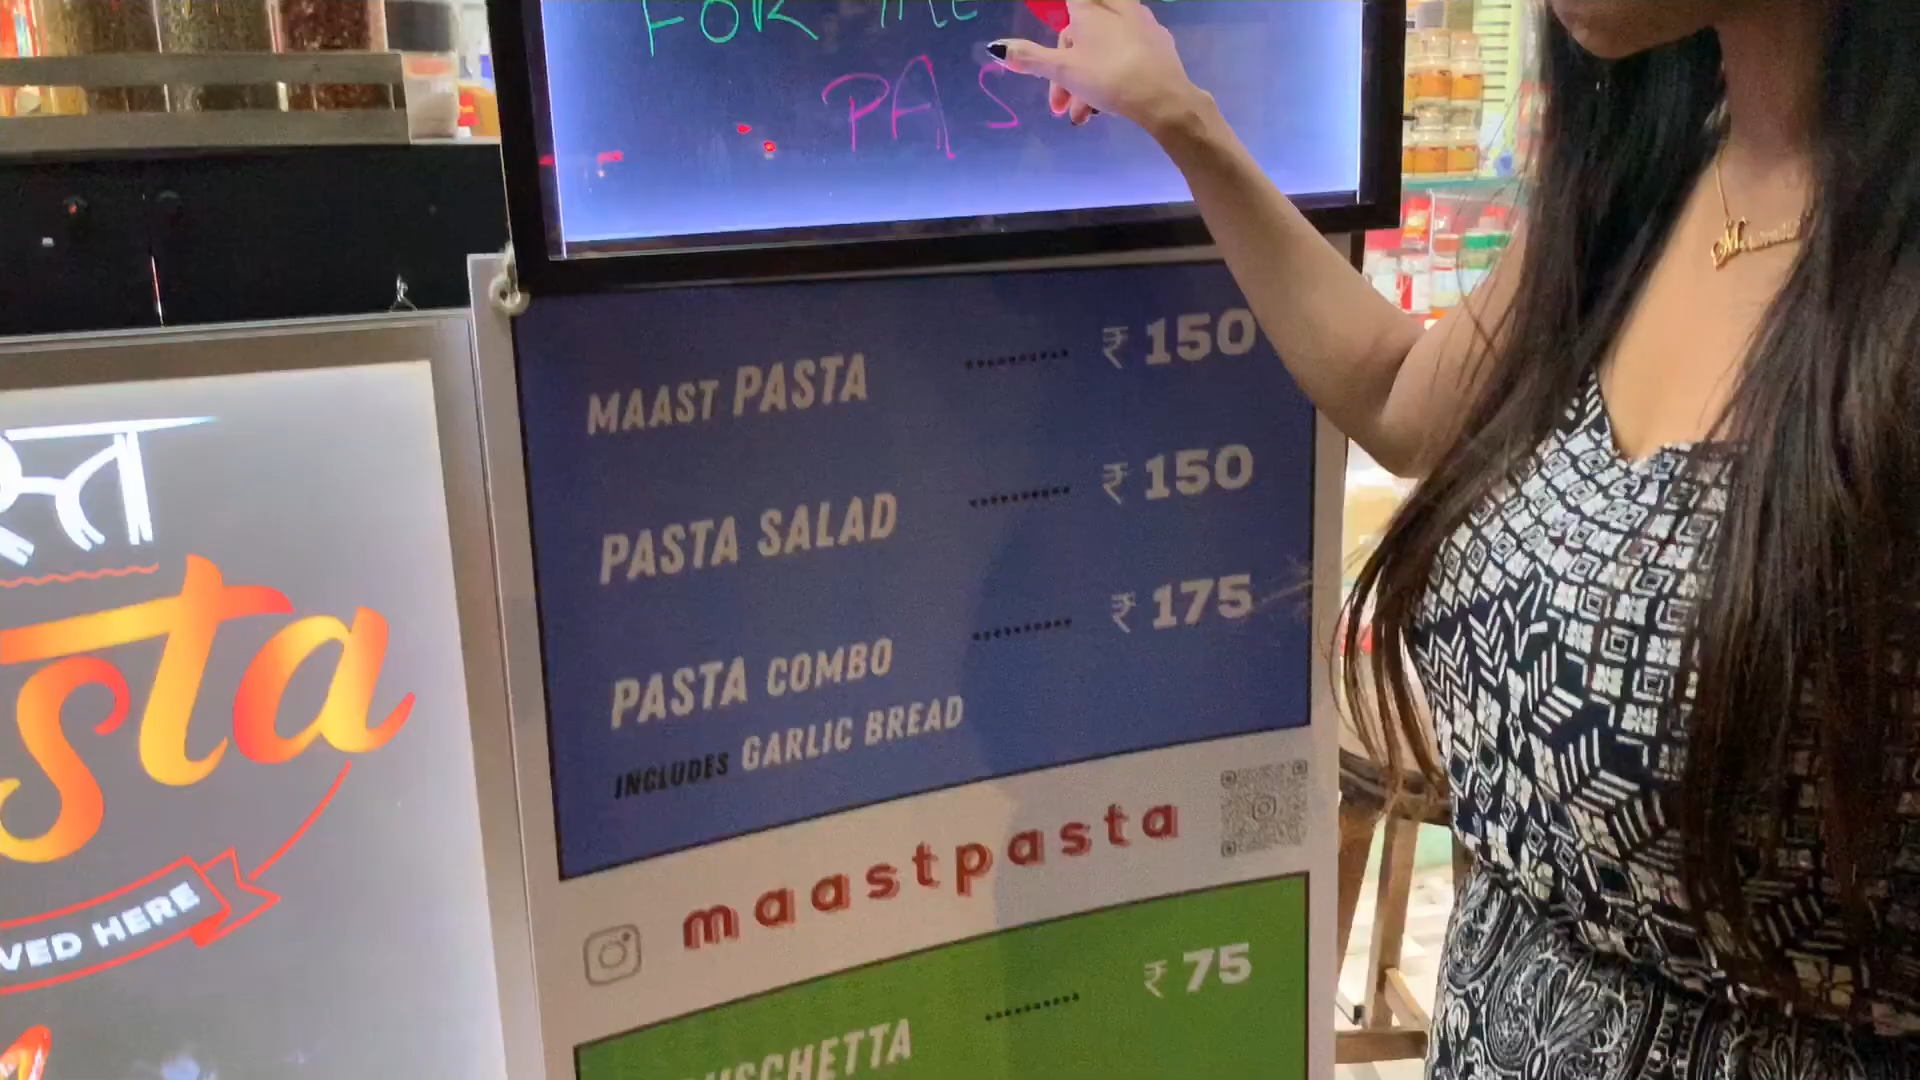 FOR ME
PAS
MAAST PASTA .......... ₹ 150
PASTA SALAD .......... ₹ 150
PASTA COMBO .......... ₹ 175
INCLUDES GARLIC BREAD
maastpasta
₹ 75
स्त
sta
VED HERE